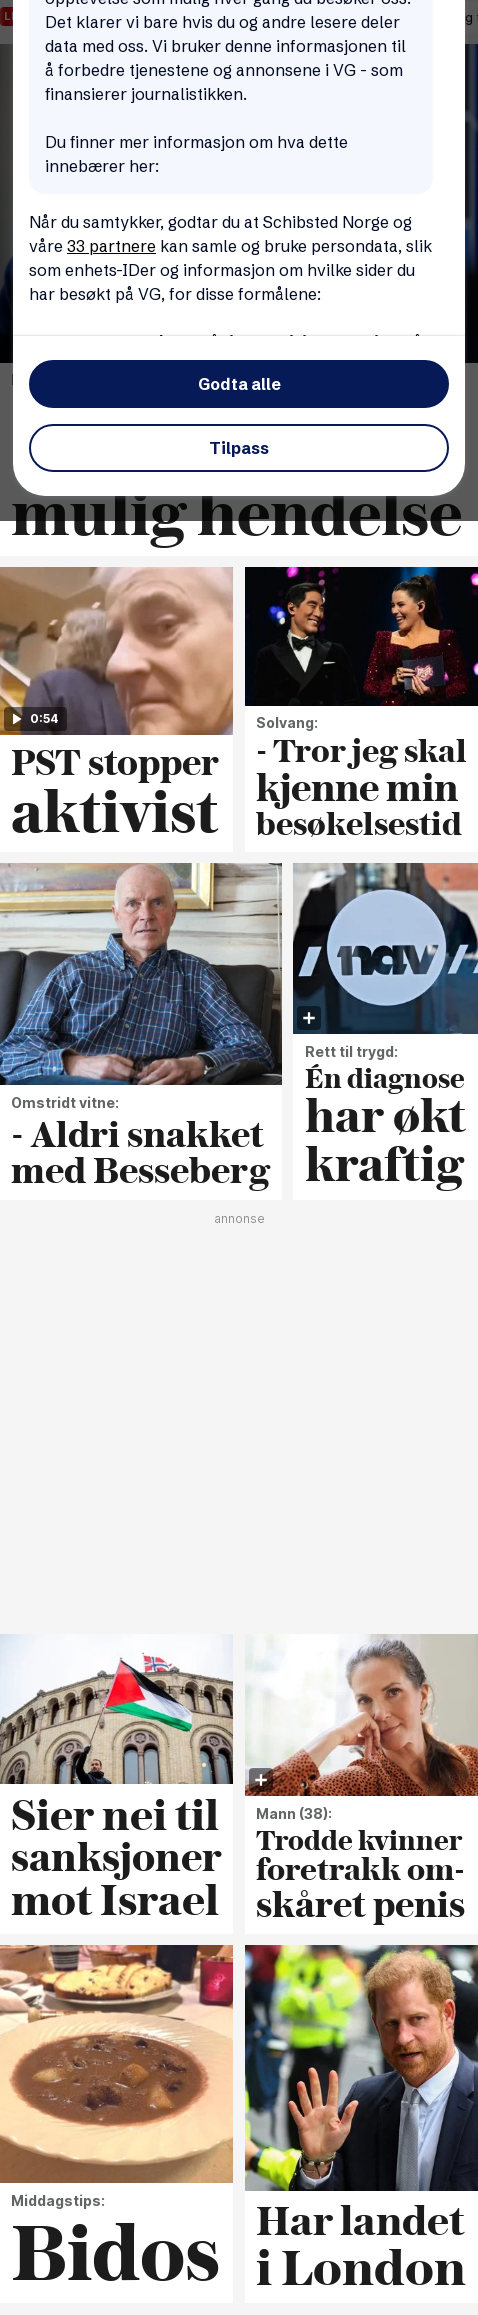 Det klarer vi bare hvis du og andre lesere deler
data med oss. Vi bruker denne informasjonen til
å forbedre tjenestene og annonsene i VG - som
finansierer journalistikken.
Du finner mer informasjon om hva dette
innebærer her:
Når du samtykker, godtar du at Schibsted Norge og
våre 33 partnere kan samle og bruke persondata, slik
som enhets-IDer og informasjon om hvilke sider du
har besøkt på VG, for disse formålene:
Godta alle
Tilpass
mulig hendelse
0:54
PST stopper
aktivist
Solvang:
- Tror jeg skal
kjenne min
besøkelsestid
Omstridt vitne:
- Aldri snakket
med Besseberg
nav
Rett til trygd:
Én diagnose
har økt
kraftig
annonse
Sier nei til
sanksjoner
mot Israel
Mann (38):
Trodde kvinner
foretrakk om-
skåret penis
Middagstips:
Bidos
Har landet
i London